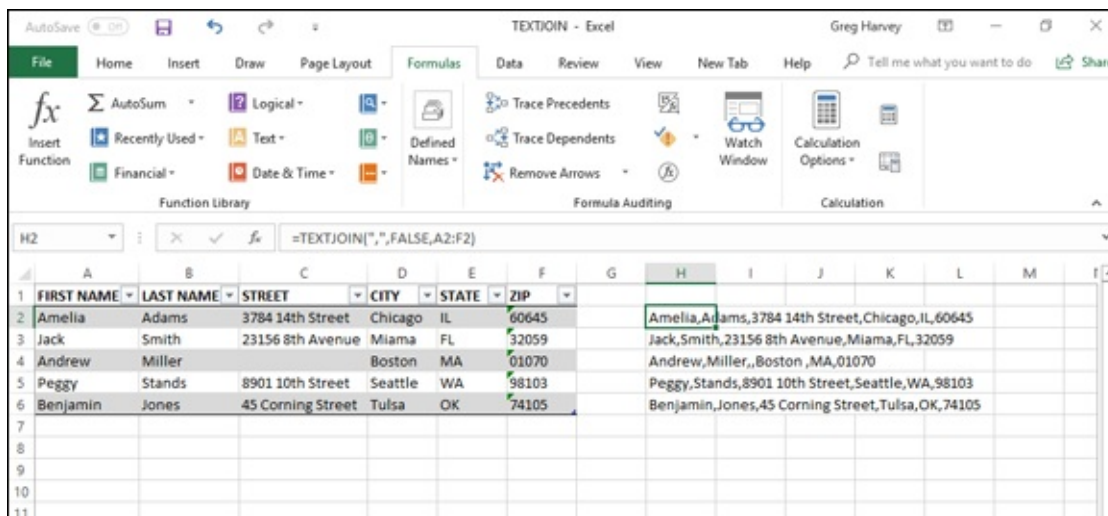 AutoSave On TEXTJOIN - Excel Greg Harvey
File Home Insert Draw Page Layout Formulas Data Review View New Tab Help Tell me what you want to do Shar
fx Insert Function
Σ AutoSum
Recently Used
Financial
Logical
Text
Date & Time
Function Library
Defined Names
Trace Precedents
Trace Dependents
Remove Arrows
fx
Formula Auditing
Watch Window
Calculation Options
Calculation
H2 fx =TEXTJOIN(",",FALSE,A2:F2)
A B C D E F G H I J K L M
1 FIRST NAME LAST NAME STREET CITY STATE ZIP
2 Amelia Adams 3784 14th Street Chicago IL 60645 Amelia,Adams,3784 14th Street,Chicago,IL,60645
3 Jack Smith 23156 8th Avenue Miama FL 32059 Jack,Smith,23156 8th Avenue,Miama,FL,32059
4 Andrew Miller Boston MA 01070 Andrew,Miller,,Boston ,MA,01070
5 Peggy Stands 8901 10th Street Seattle WA 98103 Peggy,Stands,8901 10th Street,Seattle,WA,98103
6 Benjamin Jones 45 Corning Street Tulsa OK 74105 Benjamin,Jones,45 Corning Street,Tulsa,OK,74105
7
8
9
10
11